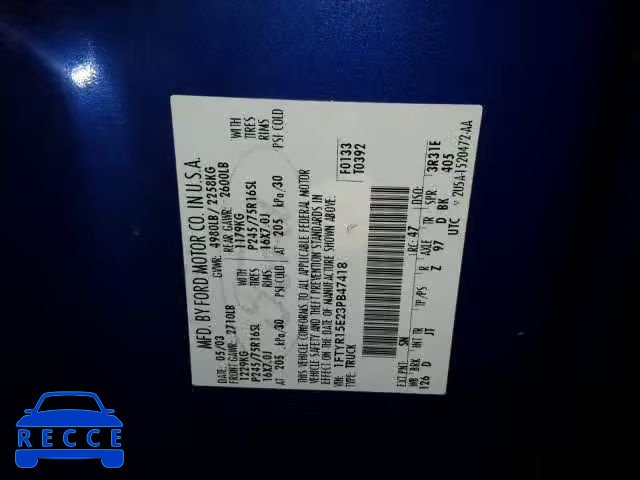 MFD. BY FORD MOTOR CO. IN U.S.A.
DATE: 05/03 GVWR: 4980LB/ 2258KG
FRONT GAWR: 2710LB REAR GAWR: 2600LB
1229KG WITH 1179KG WITH
P245/75R16SL TIRES P245/75R16SL TIRES
16X7.0J RIMS 16X7.0J RIMS
AT 205 kPa/30 PSI COLD AT 205 kPa/30 PSI COLD
THIS VEHICLE CONFORMS TO ALL APPLICABLE FEDERAL MOTOR
VEHICLE SAFETY AND THEFT PREVENTION STANDARDS IN
EFFECT ON THE DATE OF MANUFACTURE SHOWN ABOVE.
VIN: 1FTYR15E23PB47418 F0133
TYPE: TRUCK T0392
EXT PNT: SN RC: 47 DSO:
WB BRK INT TR TP/PS R AXLE TR SPR
126 D JT Z 97 D BK 405
3R31E
UTC 2U5A-1520472-AA
RECCE